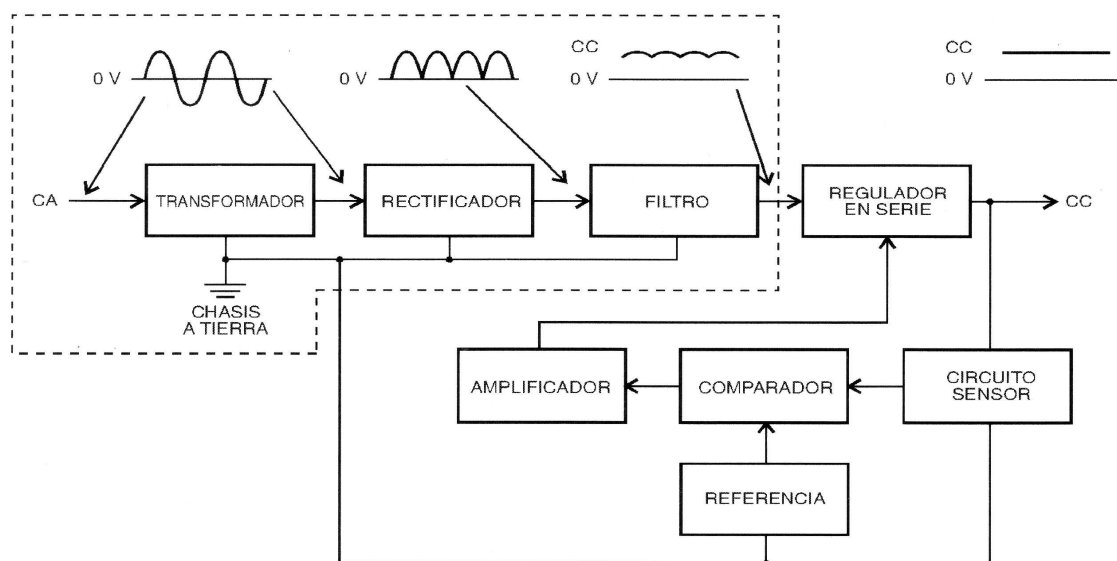 0 V
0 V
CC
0 V
CC
0 V
CA
TRANSFORMADOR
RECTIFICADOR
FILTRO
REGULADOR
EN SERIE
CC
CHASIS
A TIERRA
AMPLIFICADOR
COMPARADOR
CIRCUITO
SENSOR
REFERENCIA